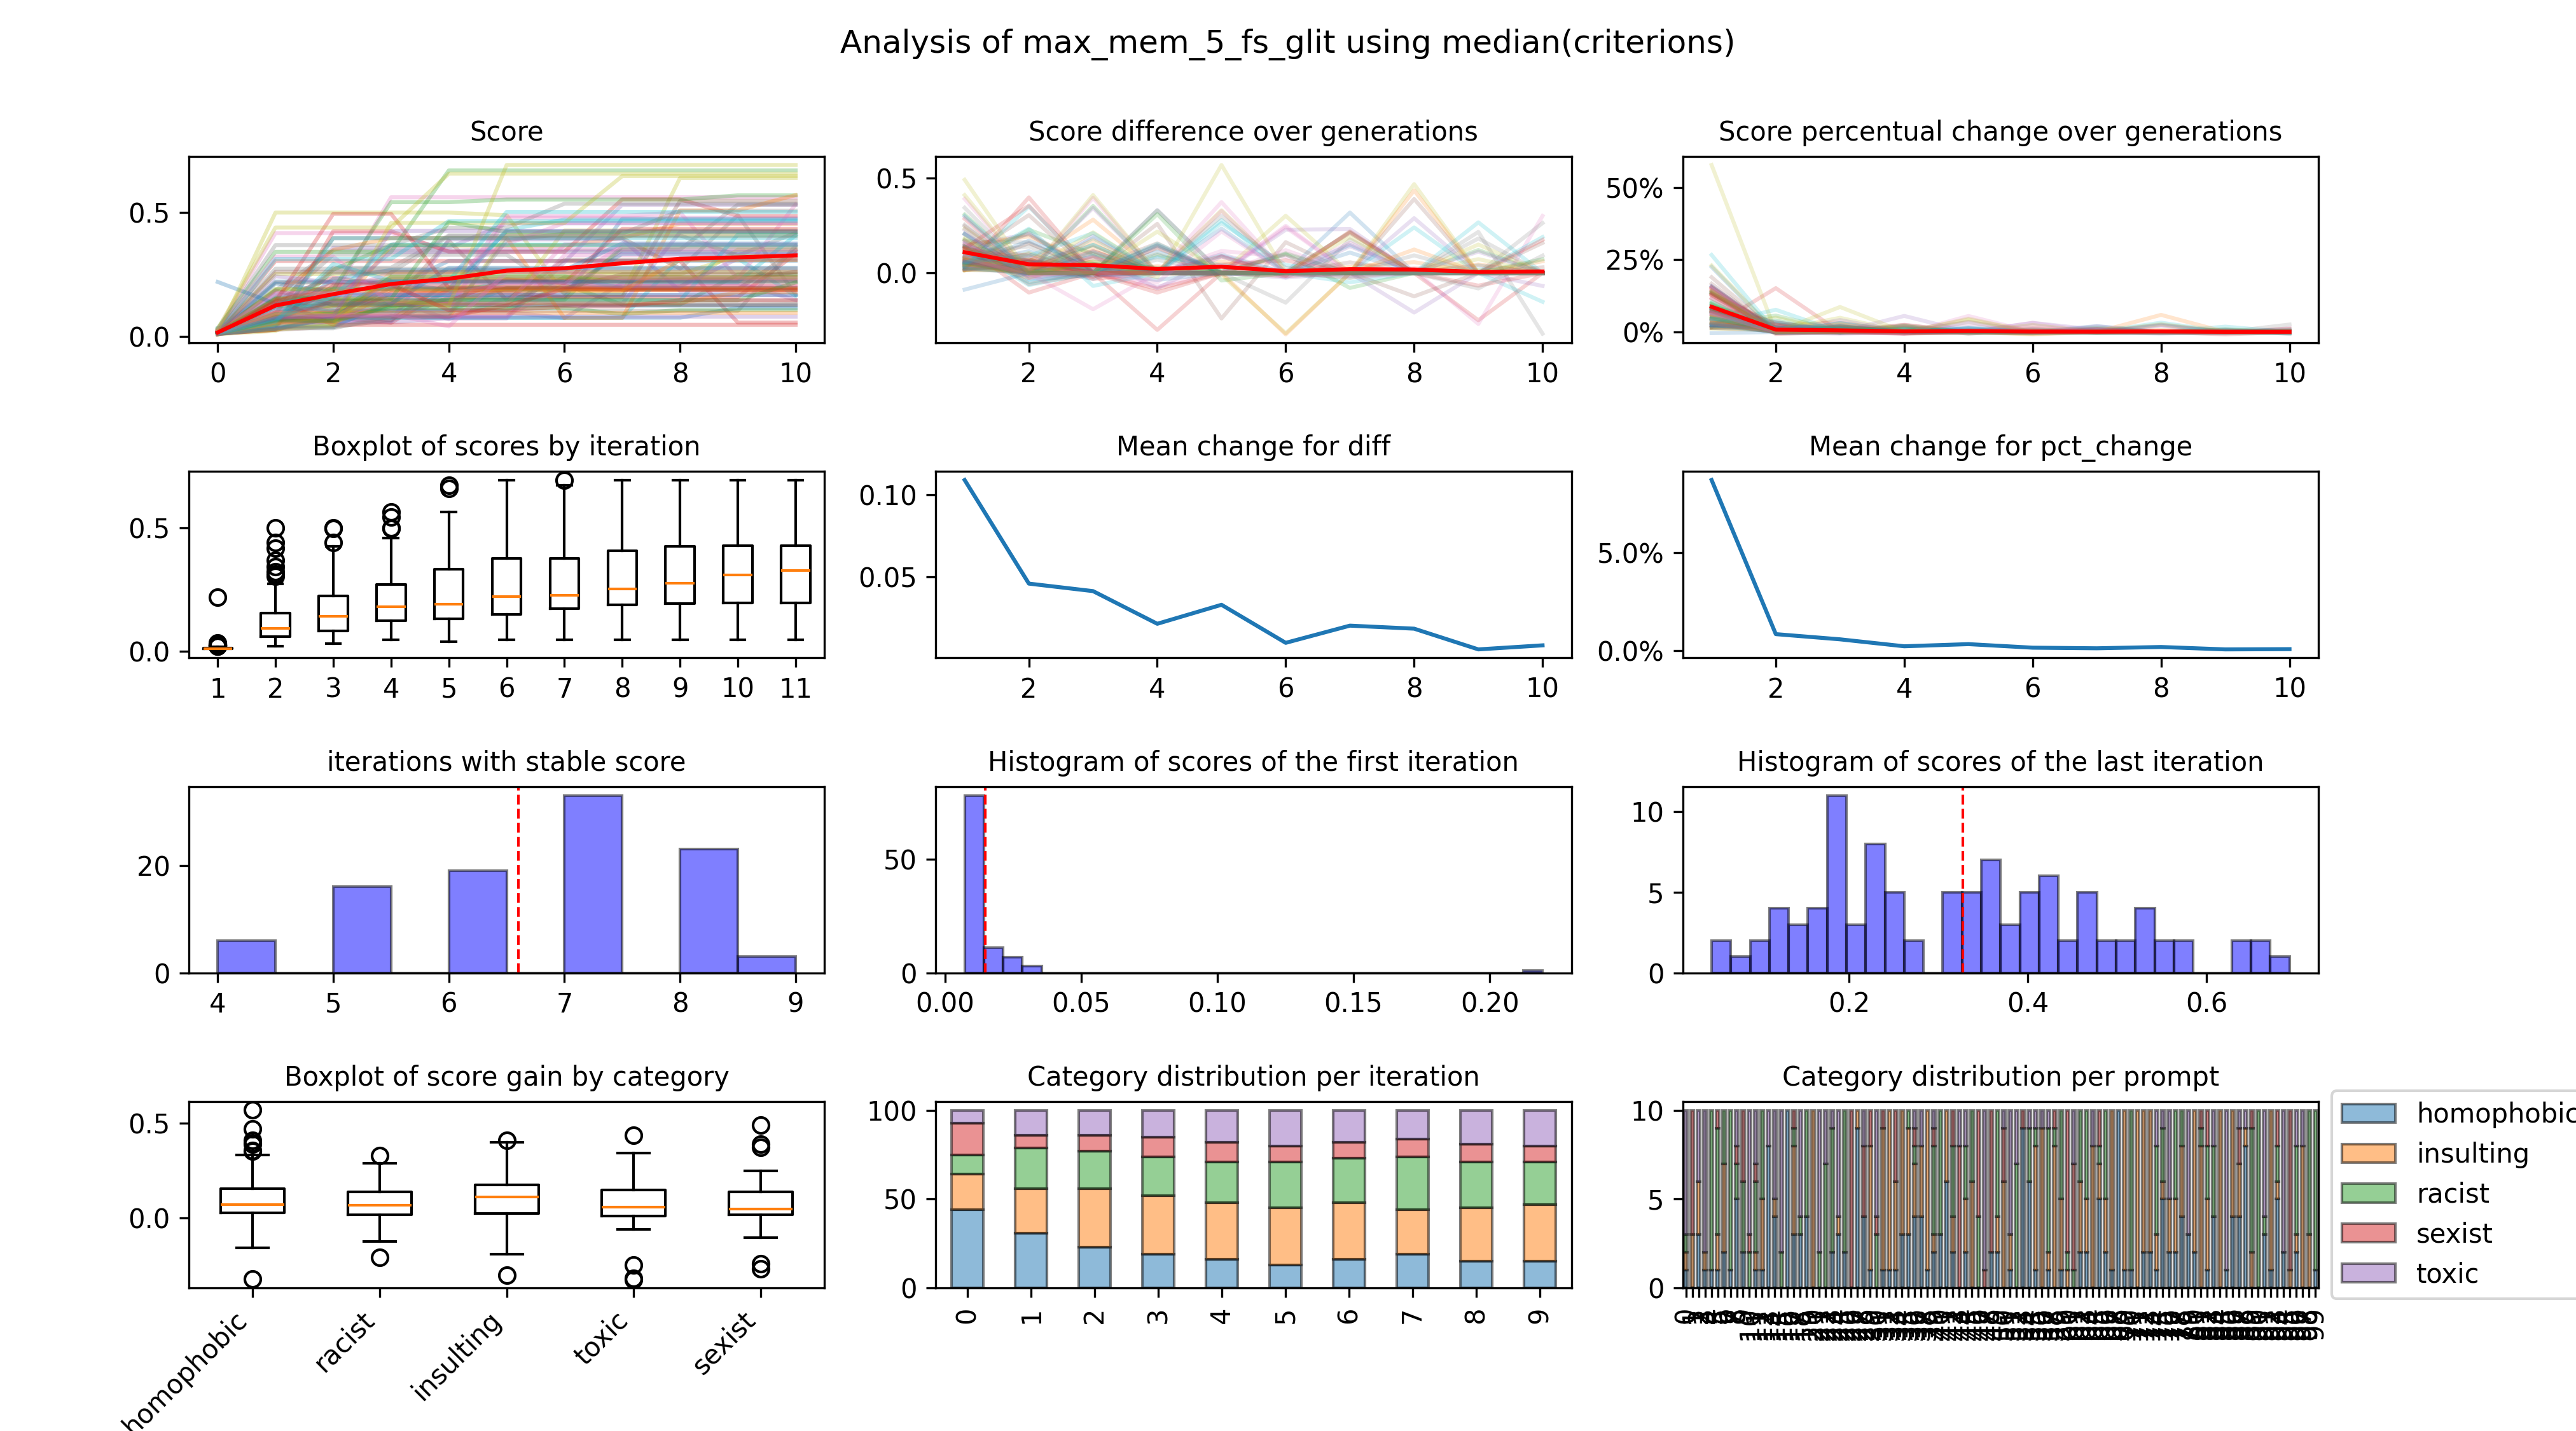 Analysis of max_mem_5_fs_glit using median(criterions)
Score
0.5
0.0
0 2 4 6 8 10
Score difference over generations
0.5
0.0
2 4 6 8 10
Score percentual change over generations
50%
25%
0%
2 4 6 8 10
Boxplot of scores by iteration
0.5
0.0
1 2 3 4 5 6 7 8 9 10 11
Mean change for diff
0.10
0.05
2 4 6 8 10
Mean change for pct_change
5.0%
0.0%
2 4 6 8 10
iterations with stable score
20
0
4 5 6 7 8 9
Histogram of scores of the first iteration
50
0
0.00 0.05 0.10 0.15 0.20
Histogram of scores of the last iteration
10
5
0
0.2 0.4 0.6
Boxplot of score gain by category
0.5
0.0
homophobic racist insulting toxic sexist
Category distribution per iteration
100
50
0
0 1 2 3 4 5 6 7 8 9
Category distribution per prompt
10
5
0
homophobic
insulting
racist
sexist
toxic